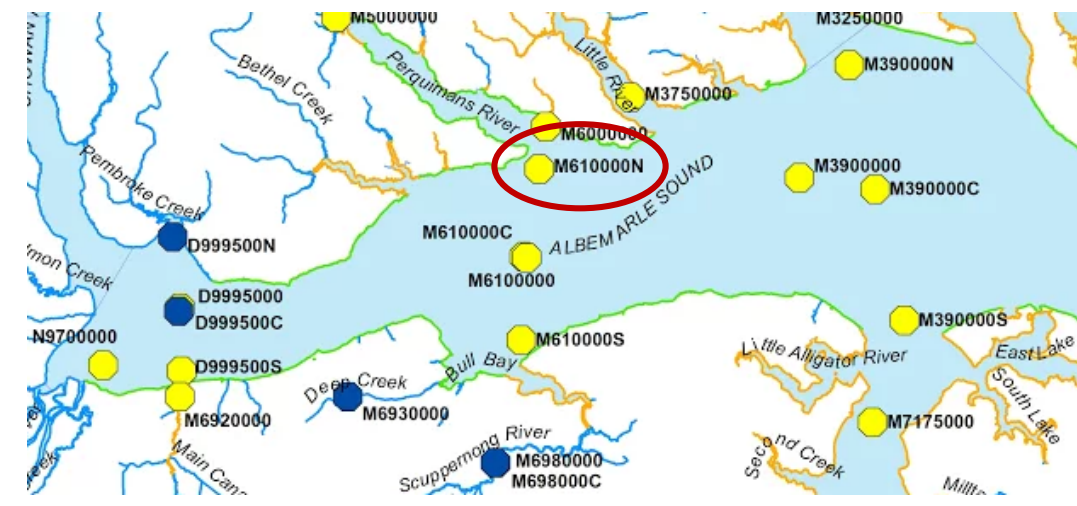 M5000000
M3250000
M390000N
Little River
Bethel Creek
Perquimans River
M3750000
M6000000
M610000N
M3900000
M390000C
Pembroke Creek
ALBEMARLE SOUND
M610000C
D999500N
M6100000
Creek
D9995000
D999500C
N9700000
M390000S
M610000S
East Lake
Little Alligator River
Bull Bay
D999500S
South Lake
Deep Creek
M6930000
M6920000
M7175000
Second Creek
Scuppernong River
Main
M6980000
M698000C